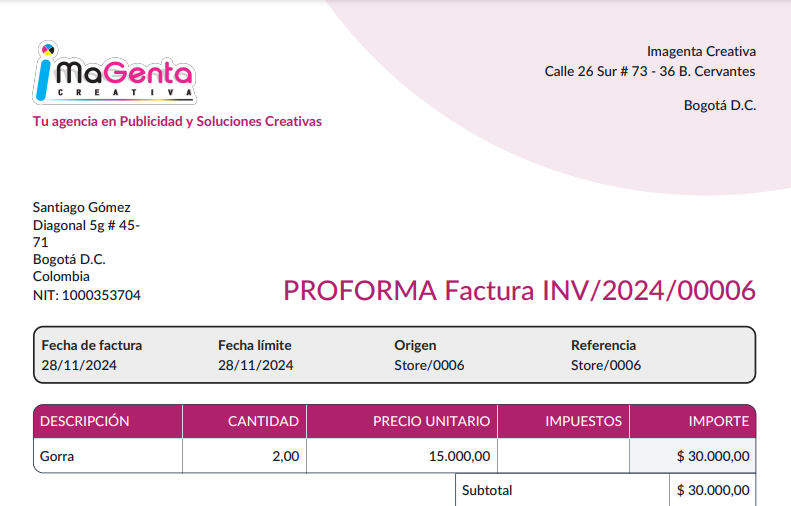 imaGenta
CREATIVA
Tu agencia en Publicidad y Soluciones Creativas
Imagenta Creativa
Calle 26 Sur # 73 - 36 B. Cervantes
Bogotá D.C.
Santiago Gómez
Diagonal 5g # 45-
71
Bogotá D.C.
Colombia
NIT: 1000353704
PROFORMA Factura INV/2024/00006
Fecha de factura Fecha límite Origen Referencia
28/11/2024 28/11/2024 Store/0006 Store/0006
DESCRIPCIÓN CANTIDAD PRECIO UNITARIO IMPUESTOS IMPORTE
Gorra 2,00 15.000,00 $ 30.000,00
Subtotal $ 30.000,00